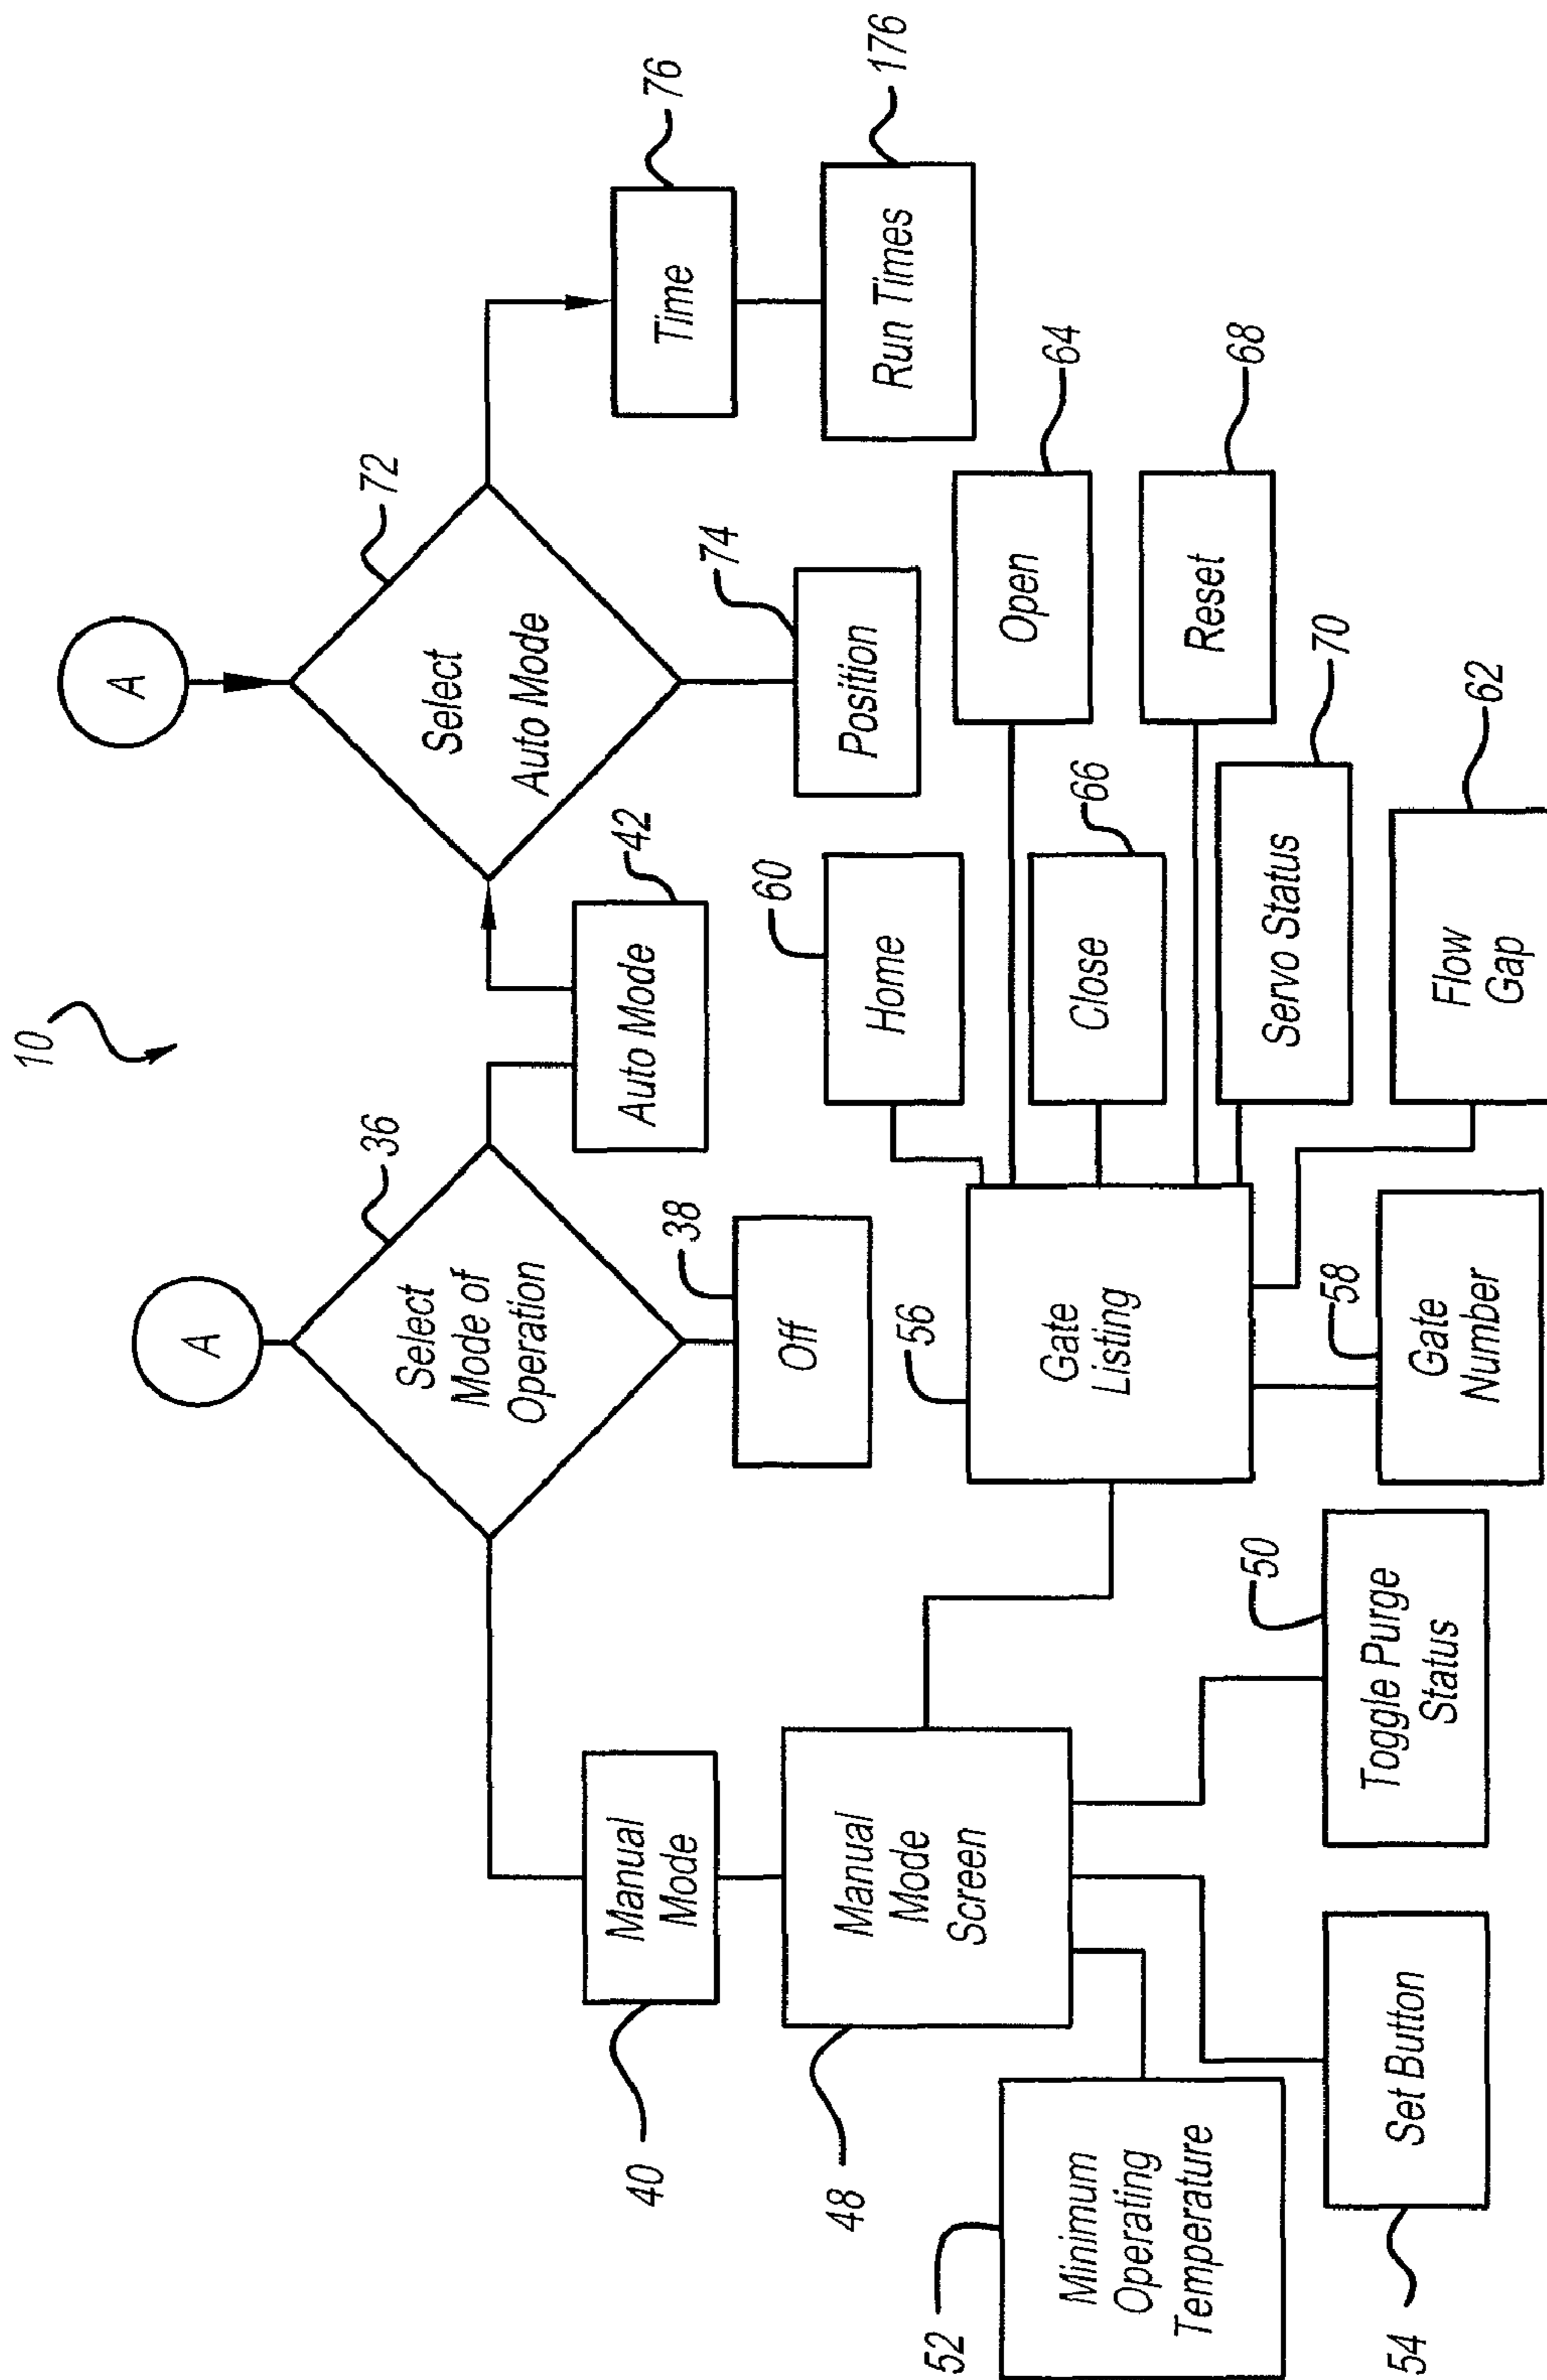 10
A
36
Select
Mode of
Operation
A
72
Select
Auto Mode
Manual
Mode
40
Off
38
Auto Mode
42
Position
74
Time
76
Run Times
176
Manual
Mode
Screen
48
Gate
Listing
56
Home
60
Open
64
Close
66
Reset
68
Servo Status
70
Flow
Gap
62
Gate
Number
58
Minimum
Operating
Temperature
52
Set Button
54
Toggle Purge
Status
50